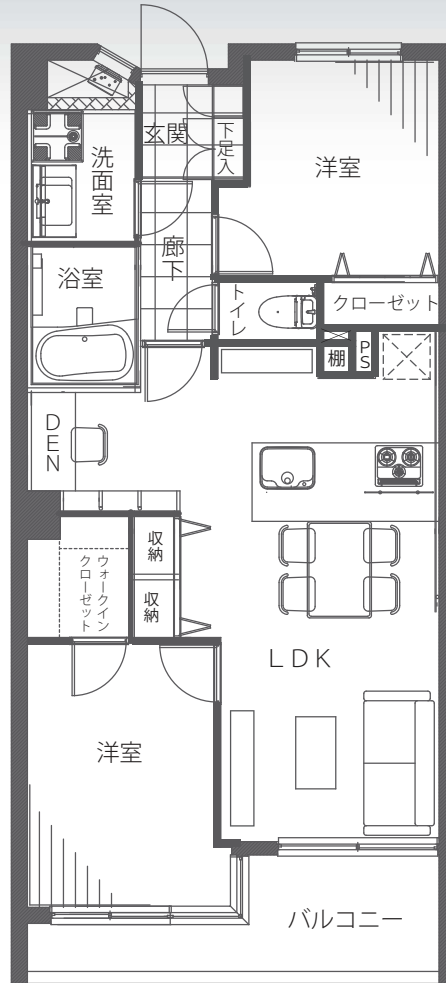 玄関
下足入
洋室
洗面室
廊下
浴室
トイレ
クローゼット
棚
PS
DEN
収納
収納
ウォークイン
クローゼット
LDK
洋室
バルコニー